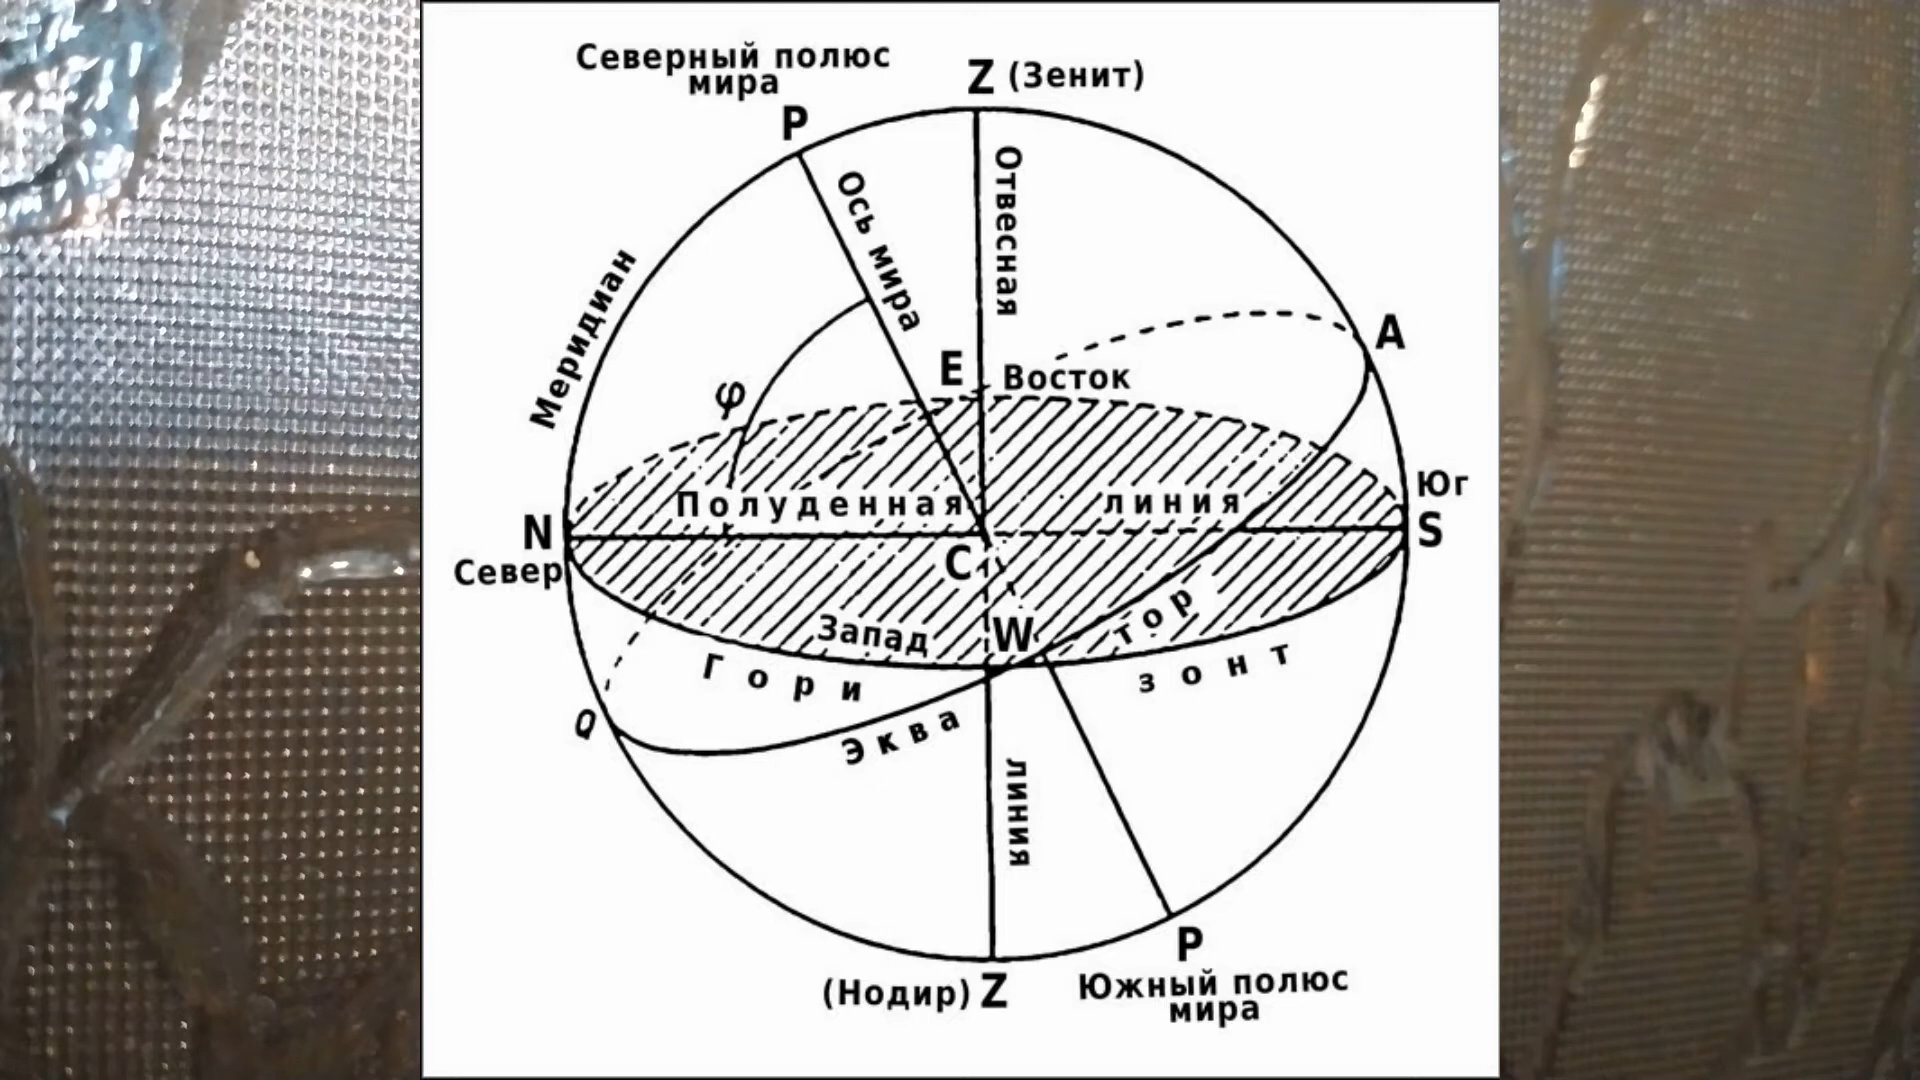 Северный полюс
мира
Z (Зенит)
P
Ось мира
Отвесная
Меридиан
A
E Восток
φ
Полуденная линия
Юг
N
S
C
Север
Запад
W
Гори зонт
Q
Эква тор
линия
P
(Нодир) Z
Южный полюс
мира